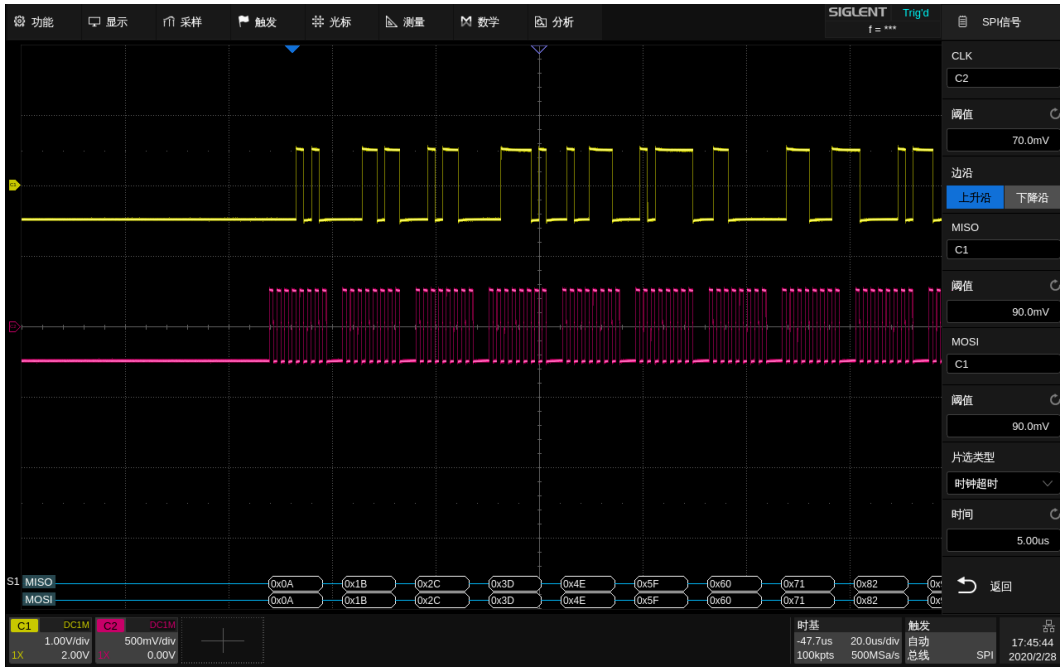 功能 显示 采样 触发 光标 测量 数学 分析 SIGLENT Trig'd
f = ***
SPI信号
CLK
C2
阈值
70.0mV
边沿
上升沿 下降沿
MISO
C1
阈值
90.0mV
MOSI
C1
阈值
90.0mV
片选类型
时钟超时
时间
5.00us
返回
S1 MISO 0x0A 0x1B 0x2C 0x3D 0x4E 0x5F 0x60 0x71 0x82
MOSI 0x0A 0x1B 0x2C 0x3D 0x4E 0x5F 0x60 0x71 0x82
C1 DC1M C2 DC1M 时基 触发
1.00V/div 500mV/div -47.7us 20.0us/div 自动
1X 2.00V 1X 0.00V 100kpts 500MSa/s 总线 SPI
17:45:44
2020/2/28